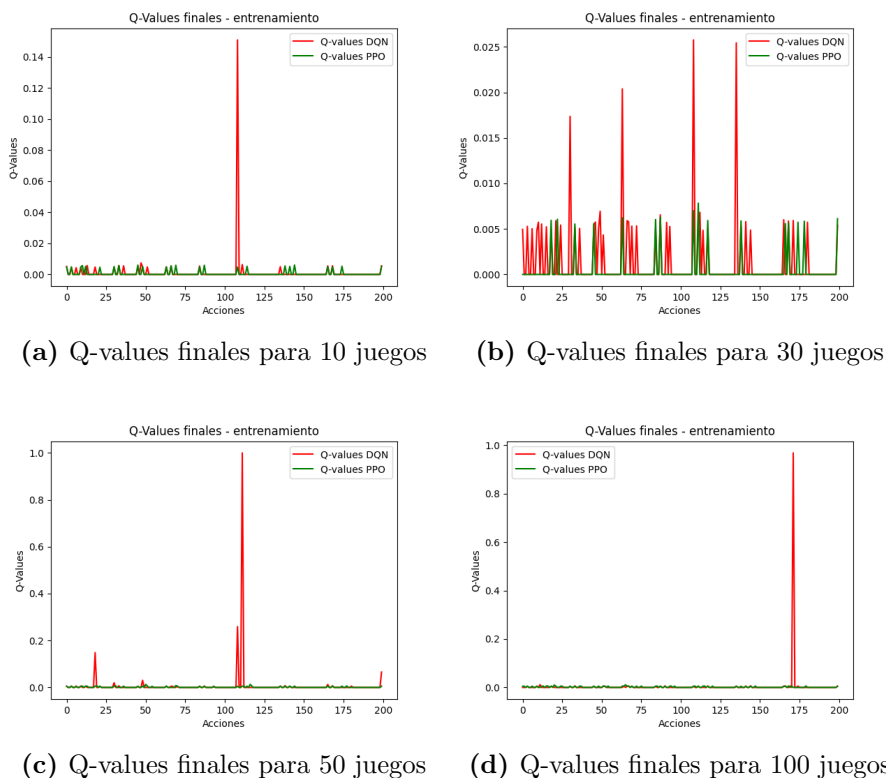 Q-Values finales - entrenamiento
Q-Values
0.14
0.12
0.10
0.08
0.06
0.04
0.02
0.00
Q-values DQN
Q-values PPO
0 25 50 75 100 125 150 175 200
Acciones
(a) Q-values finales para 10 juegos
Q-Values finales - entrenamiento
Q-Values
0.025
0.020
0.015
0.010
0.005
0.000
Q-values DQN
Q-values PPO
0 25 50 75 100 125 150 175 200
Acciones
(b) Q-values finales para 30 juegos
Q-Values finales - entrenamiento
Q-Values
1.0
0.8
0.6
0.4
0.2
0.0
Q-values DQN
Q-values PPO
0 25 50 75 100 125 150 175 200
Acciones
(c) Q-values finales para 50 juegos
Q-Values finales - entrenamiento
Q-Values
1.0
0.8
0.6
0.4
0.2
0.0
Q-values DQN
Q-values PPO
0 25 50 75 100 125 150 175 200
Acciones
(d) Q-values finales para 100 juegos